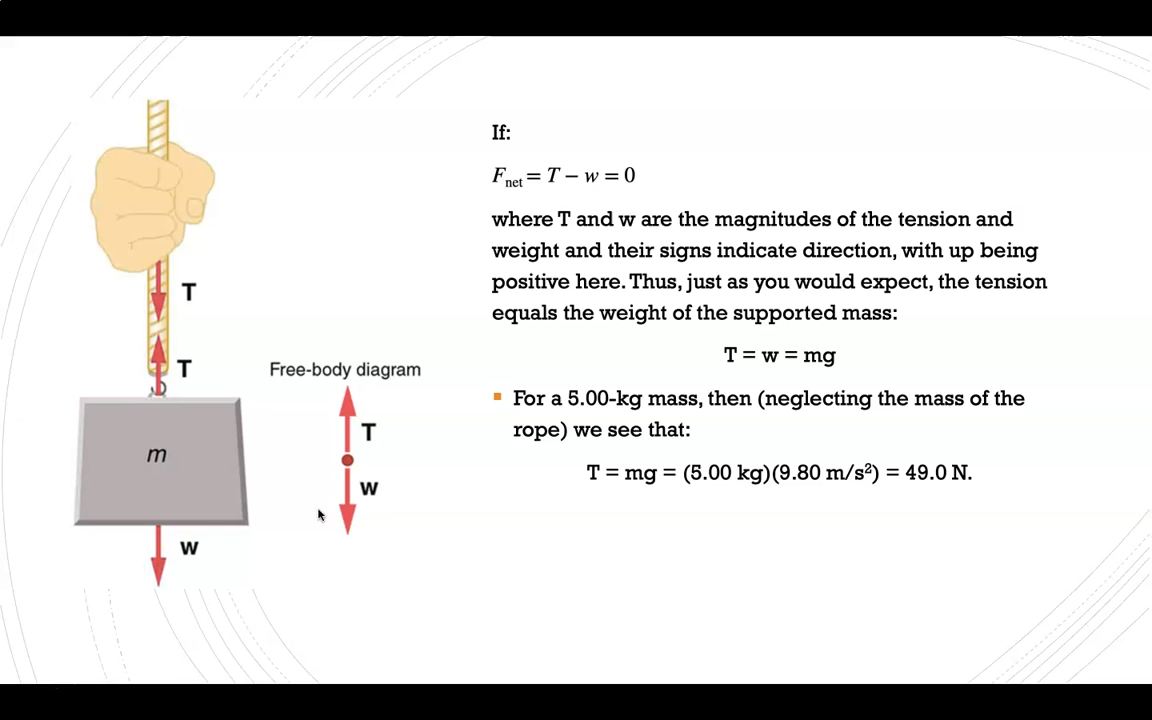 If:
F_net = T − w = 0
where T and w are the magnitudes of the tension and
weight and their signs indicate direction, with up being
positive here. Thus, just as you would expect, the tension
equals the weight of the supported mass:
T = w = mg
▪ For a 5.00-kg mass, then (neglecting the mass of the
rope) we see that:
T = mg = (5.00 kg)(9.80 m/s²) = 49.0 N.
T
T
m
w
Free-body diagram
T
w